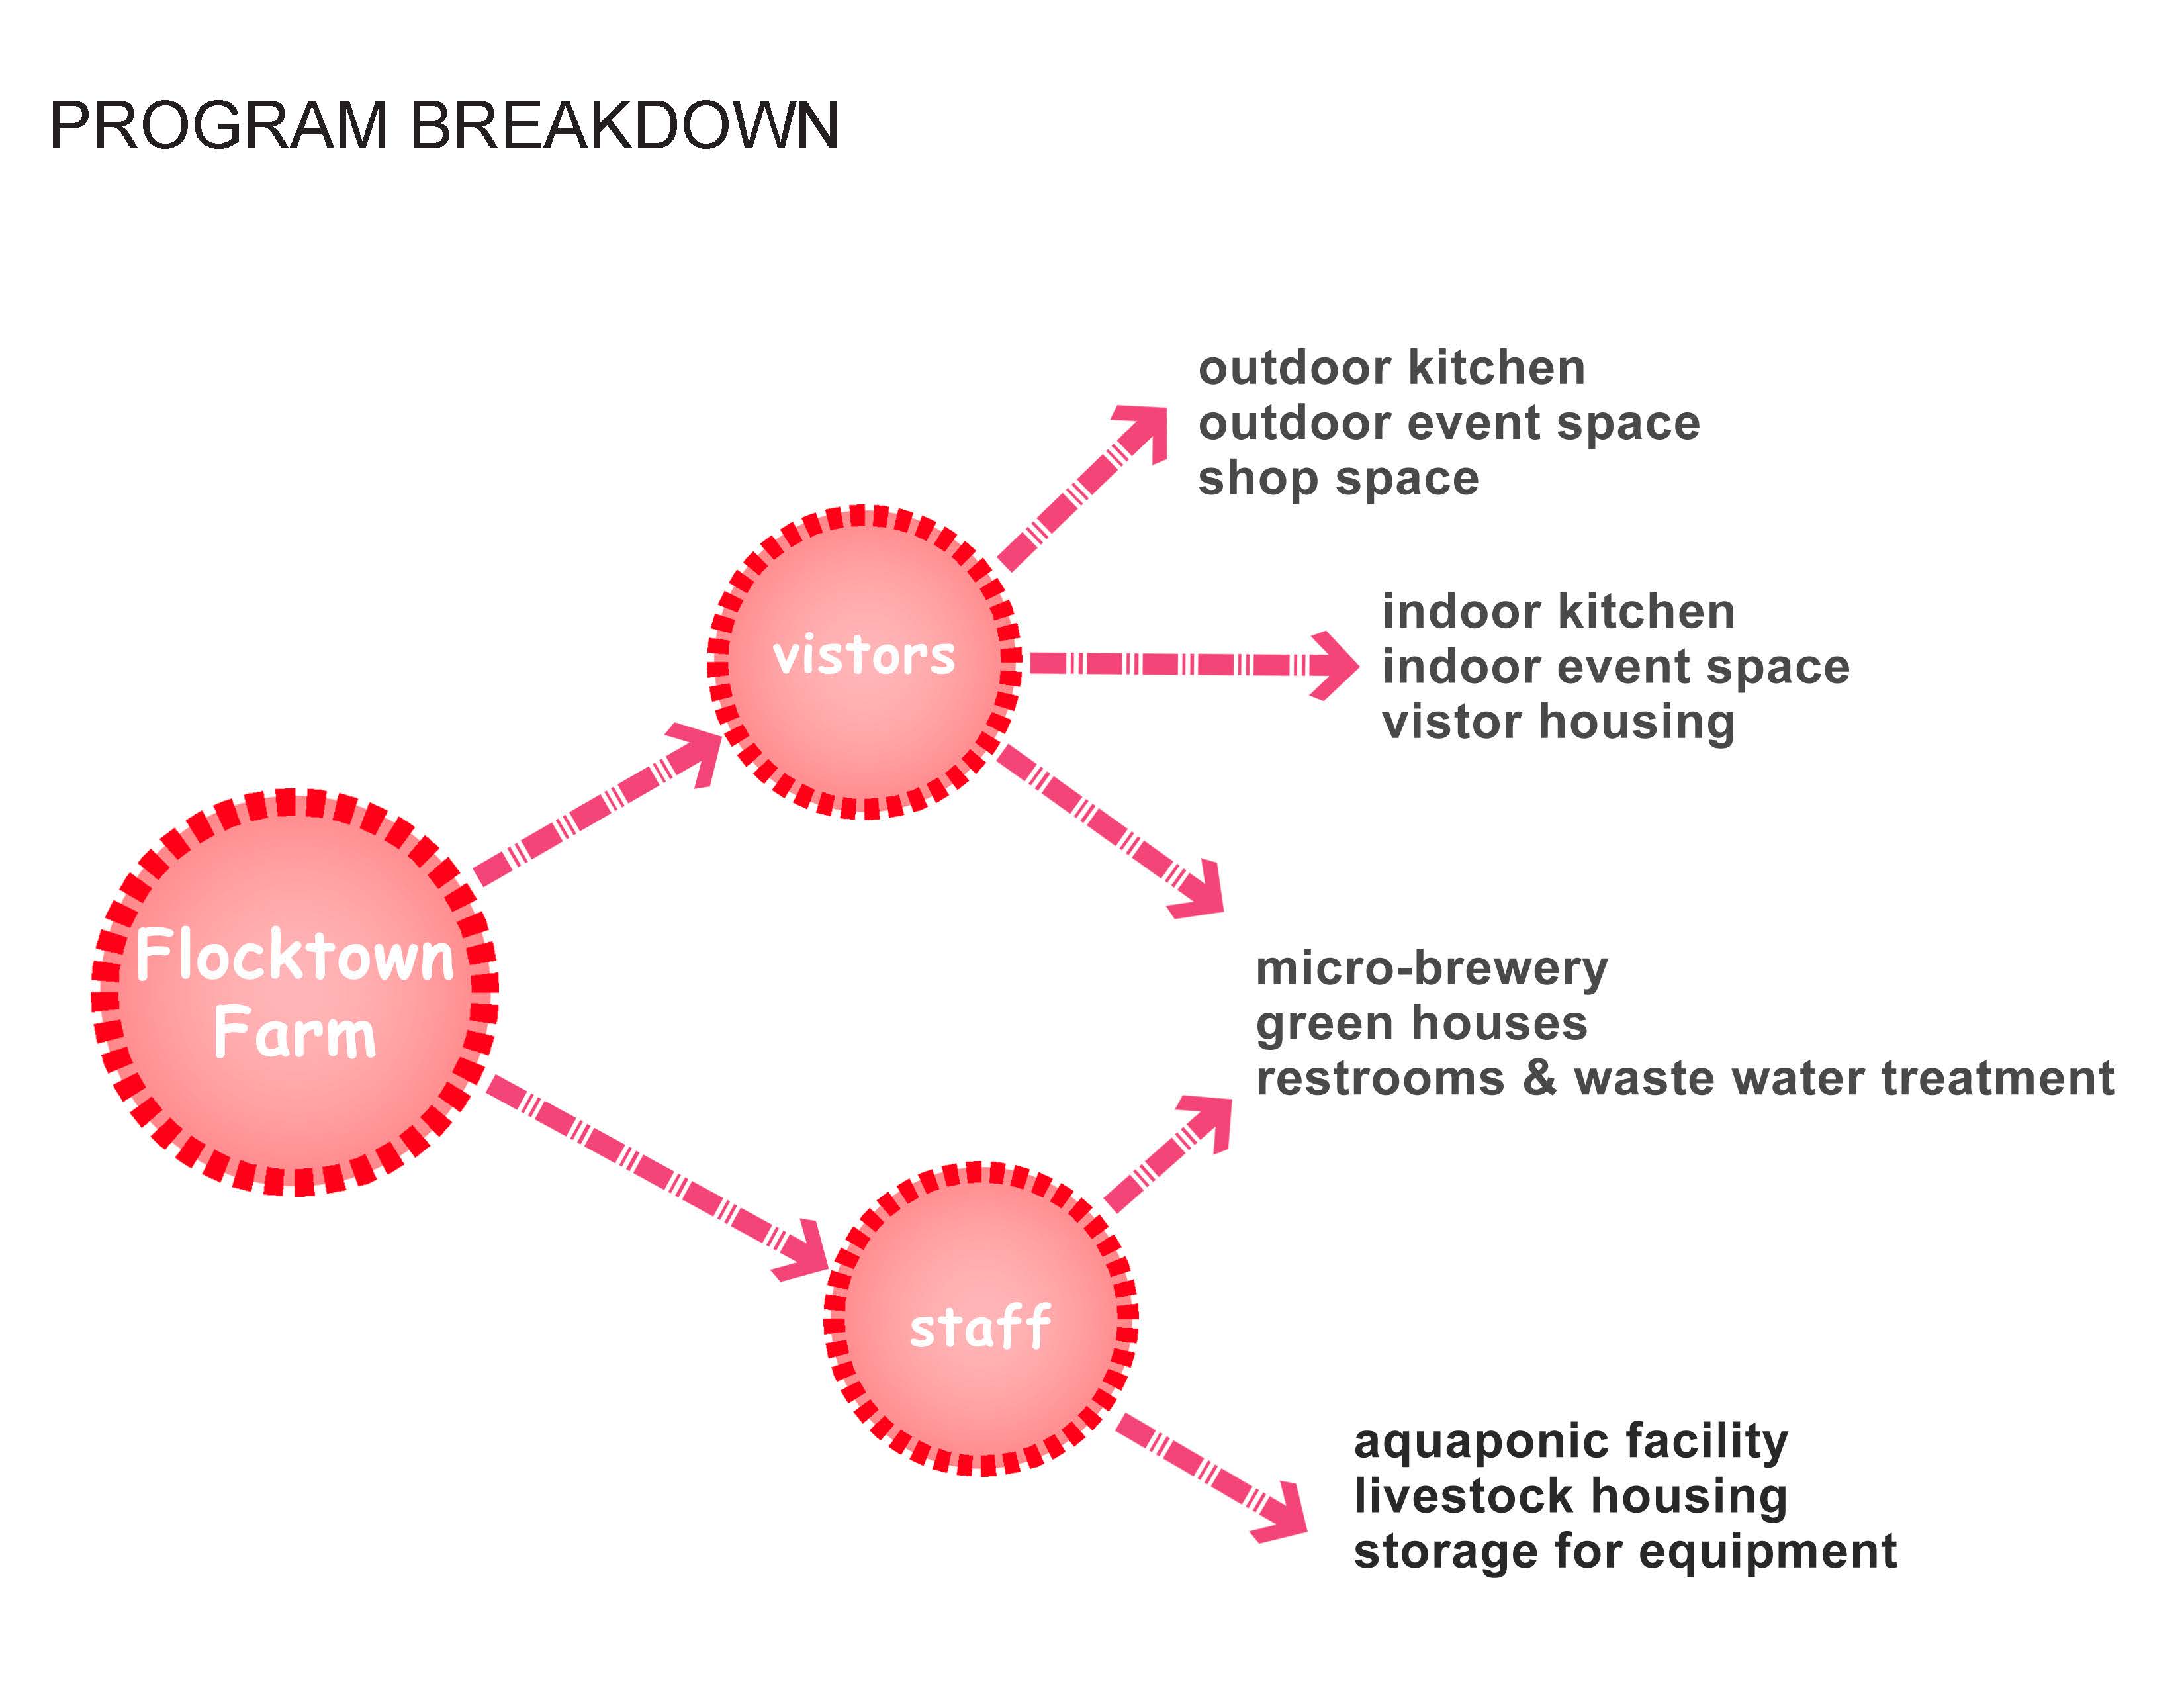 PROGRAM BREAKDOWN
outdoor kitchen
outdoor event space
shop space
vistors
indoor kitchen
indoor event space
vistor housing
Flocktown
Farm
micro-brewery
green houses
restrooms & waste water treatment
staff
aquaponic facility
livestock housing
storage for equipment